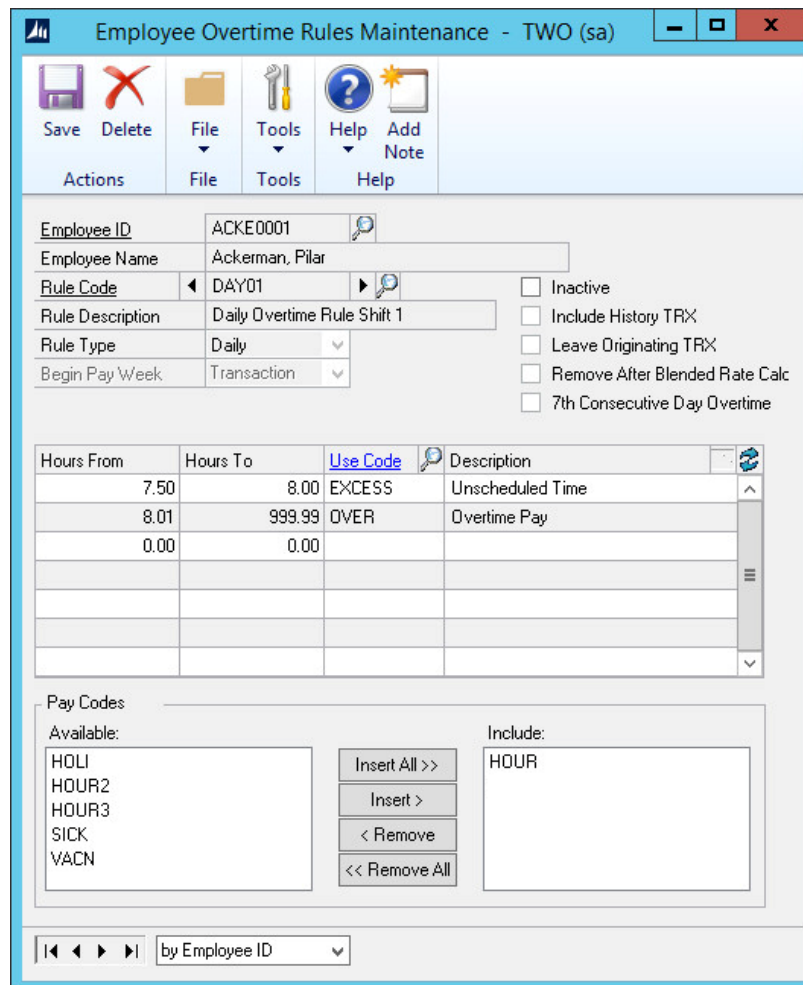 Employee Overtime Rules Maintenance - TWO (sa)
Save Delete File Tools Help Add Note
Actions File Tools Help
Employee ID ACKE0001
Employee Name Ackerman, Pilar
Rule Code DAY01 Inactive
Rule Description Daily Overtime Rule Shift 1 Include History TRX
Rule Type Daily Leave Originating TRX
Begin Pay Week Transaction Remove After Blended Rate Calc
7th Consecutive Day Overtime
Hours From Hours To Use Code Description
7.50 8.00 EXCESS Unscheduled Time
8.01 999.99 OVER Overtime Pay
0.00 0.00
Pay Codes
Available: Include:
HOLI Insert All >> HOUR
HOUR2
HOUR3 Insert >
SICK < Remove
VACN << Remove All
by Employee ID